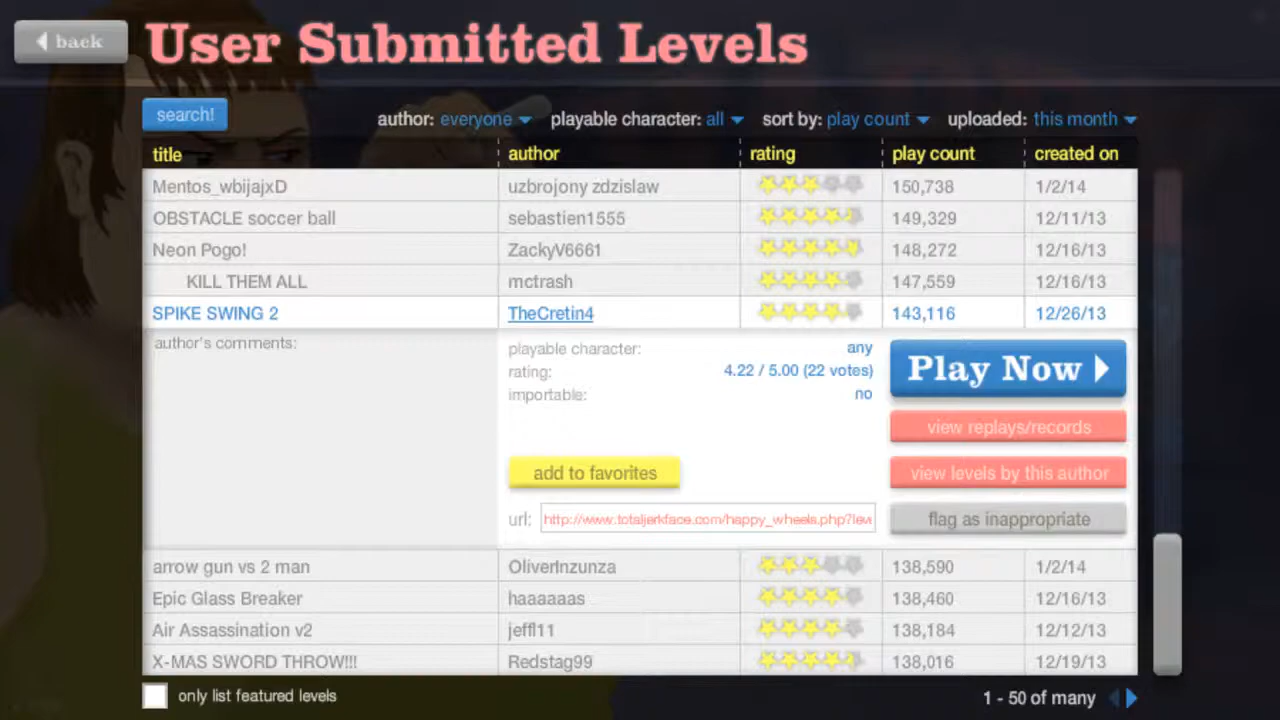 back
User Submitted Levels
search!
author: everyone playable character: all sort by: play count uploaded: this month
title author rating play count created on
Mentos_wbijajxD uzbrojony zdzislaw 150,738 1/2/14
OBSTACLE soccer ball sebastien1555 149,329 12/11/13
Neon Pogo! ZackyV6661 148,272 12/16/13
KILL THEM ALL mctrash 147,559 12/16/13
SPIKE SWING 2 TheCretin4 143,116 12/26/13
author's comments:
playable character: any
rating: 4.22 / 5.00 (22 votes)
importable: no
Play Now
view replays/records
add to favorites
view levels by this author
url: http://www.totaljerkface.com/happy_wheels.php?lev
flag as inappropriate
arrow gun vs 2 man OliverInzunza 138,590 1/2/14
Epic Glass Breaker haaaaaas 138,460 12/16/13
Air Assassination v2 jeffl11 138,184 12/12/13
X-MAS SWORD THROW!!! Redstag99 138,016 12/19/13
only list featured levels
1 - 50 of many